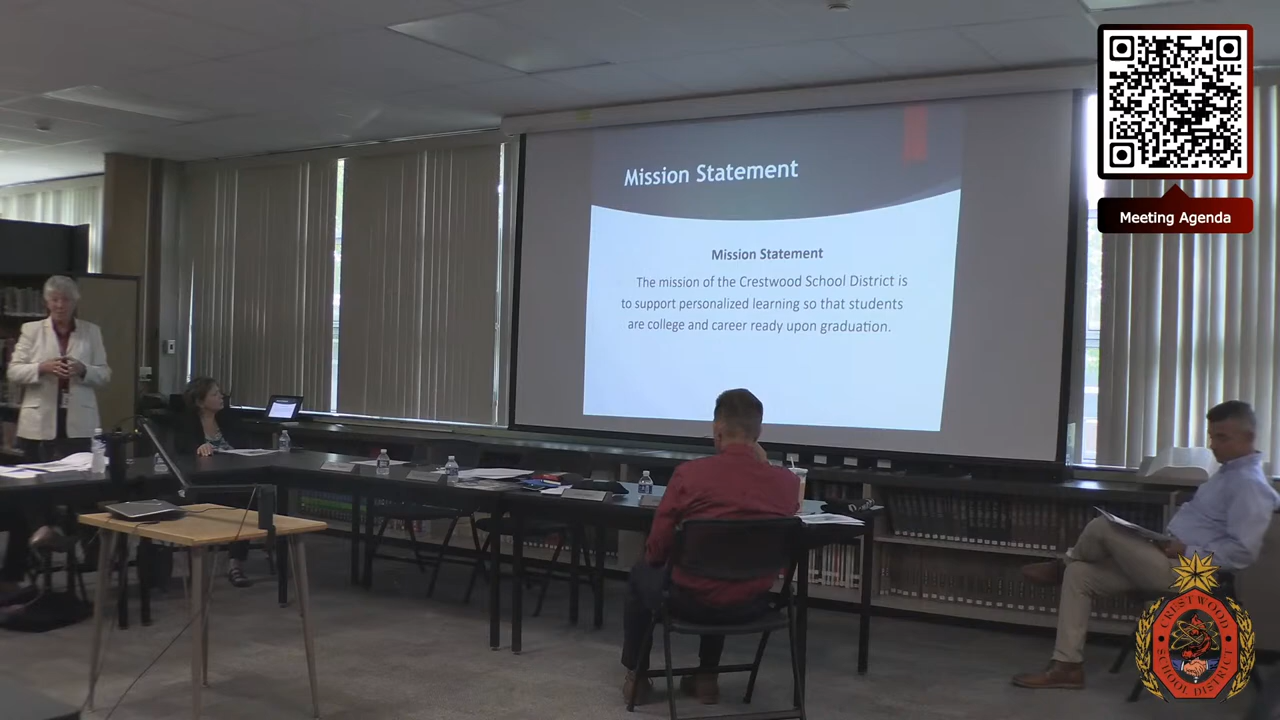 Mission Statement
Mission Statement
The mission of the Crestwood School District is
to support personalized learning so that students
are college and career ready upon graduation.
Meeting Agenda
CRESTWOOD
SCHOOL DISTRICT